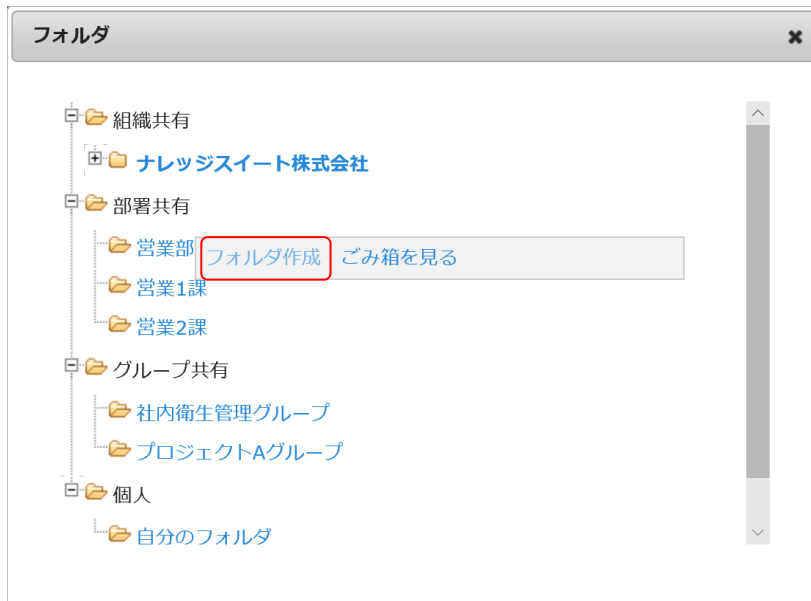 フォルダ
組織共有
ナレッジスイート株式会社
部署共有
営業部
フォルダ作成 ごみ箱を見る
営業1課
営業2課
グループ共有
社内衛生管理グループ
プロジェクトAグループ
個人
自分のフォルダ